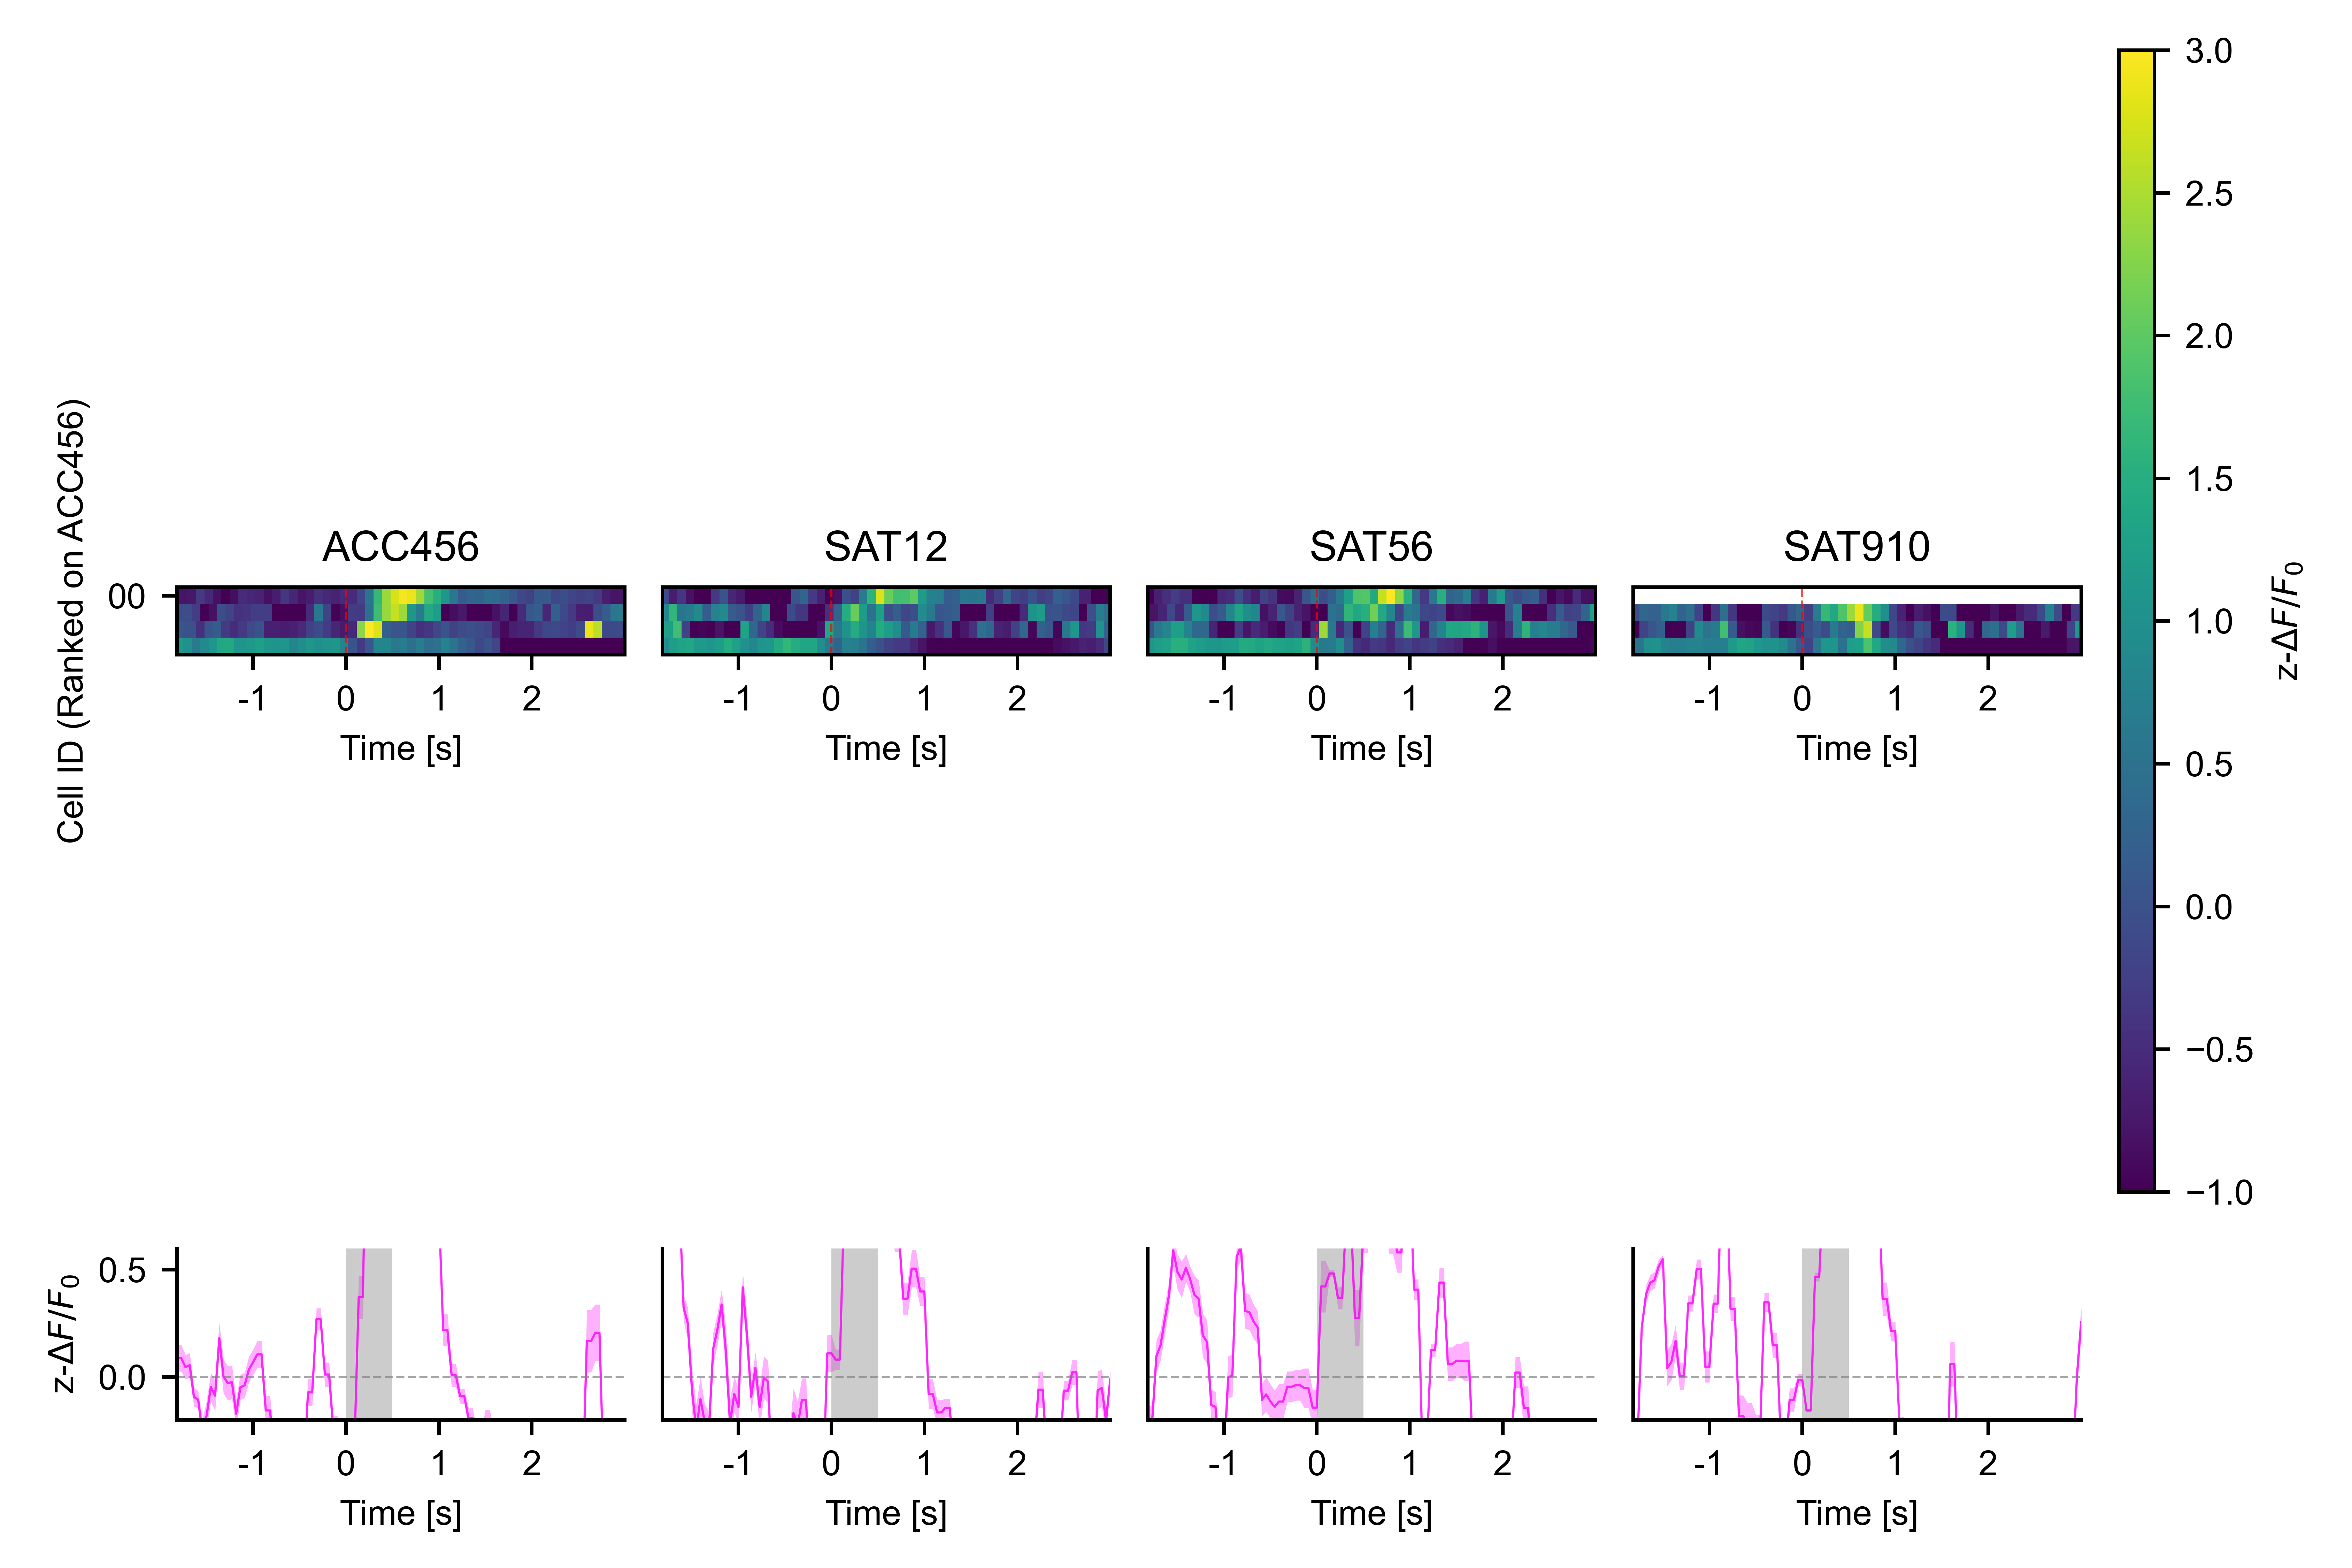 3.0
2.5
2.0
1.5
1.0
0.5
0.0
−0.5
−1.0
z-ΔF/F0
Cell ID (Ranked on ACC456)
ACC456 SAT12 SAT56 SAT910
00
-1 0 1 2 -1 0 1 2 -1 0 1 2 -1 0 1 2
Time [s] Time [s] Time [s] Time [s]
z-ΔF/F0
0.5
0.0
-1 0 1 2 -1 0 1 2 -1 0 1 2 -1 0 1 2
Time [s] Time [s] Time [s] Time [s]